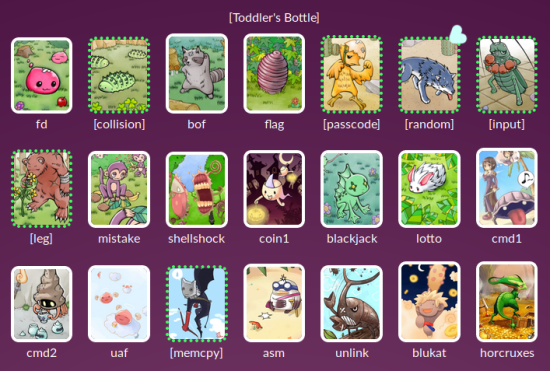 [Toddler's Bottle]
fd [collision] bof flag [passcode] [random] [input]
[leg] mistake shellshock coin1 blackjack lotto cmd1
cmd2 uaf [memcpy] asm unlink blukat horcruxes